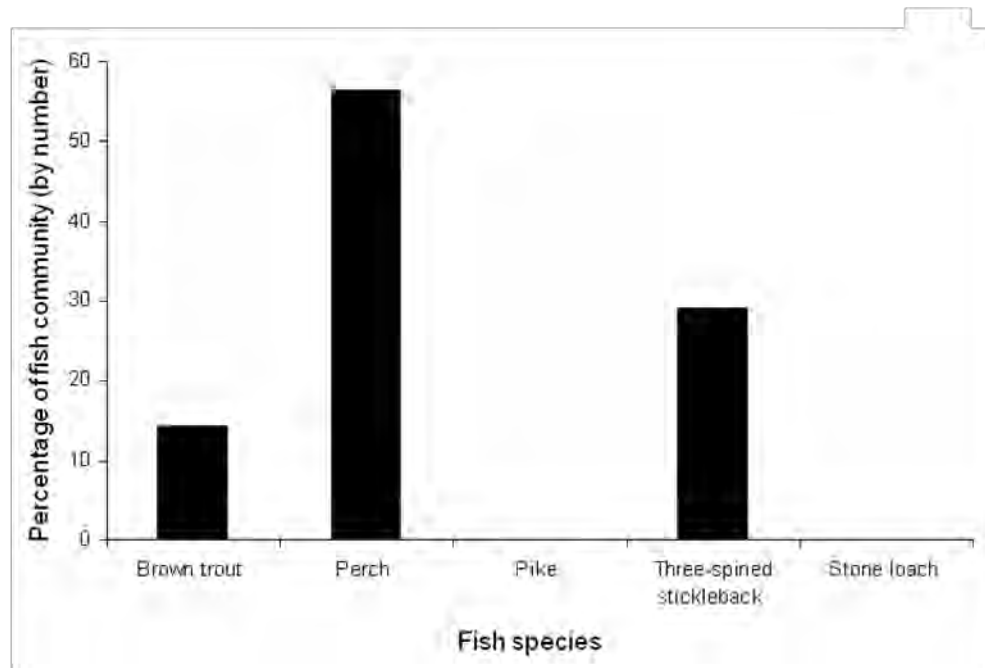 Percentage of fish community (by number)
60
50
40
30
20
10
0
Brown trout
Perch
Pike
Three-spined
stickleback
Stone loach
Fish species